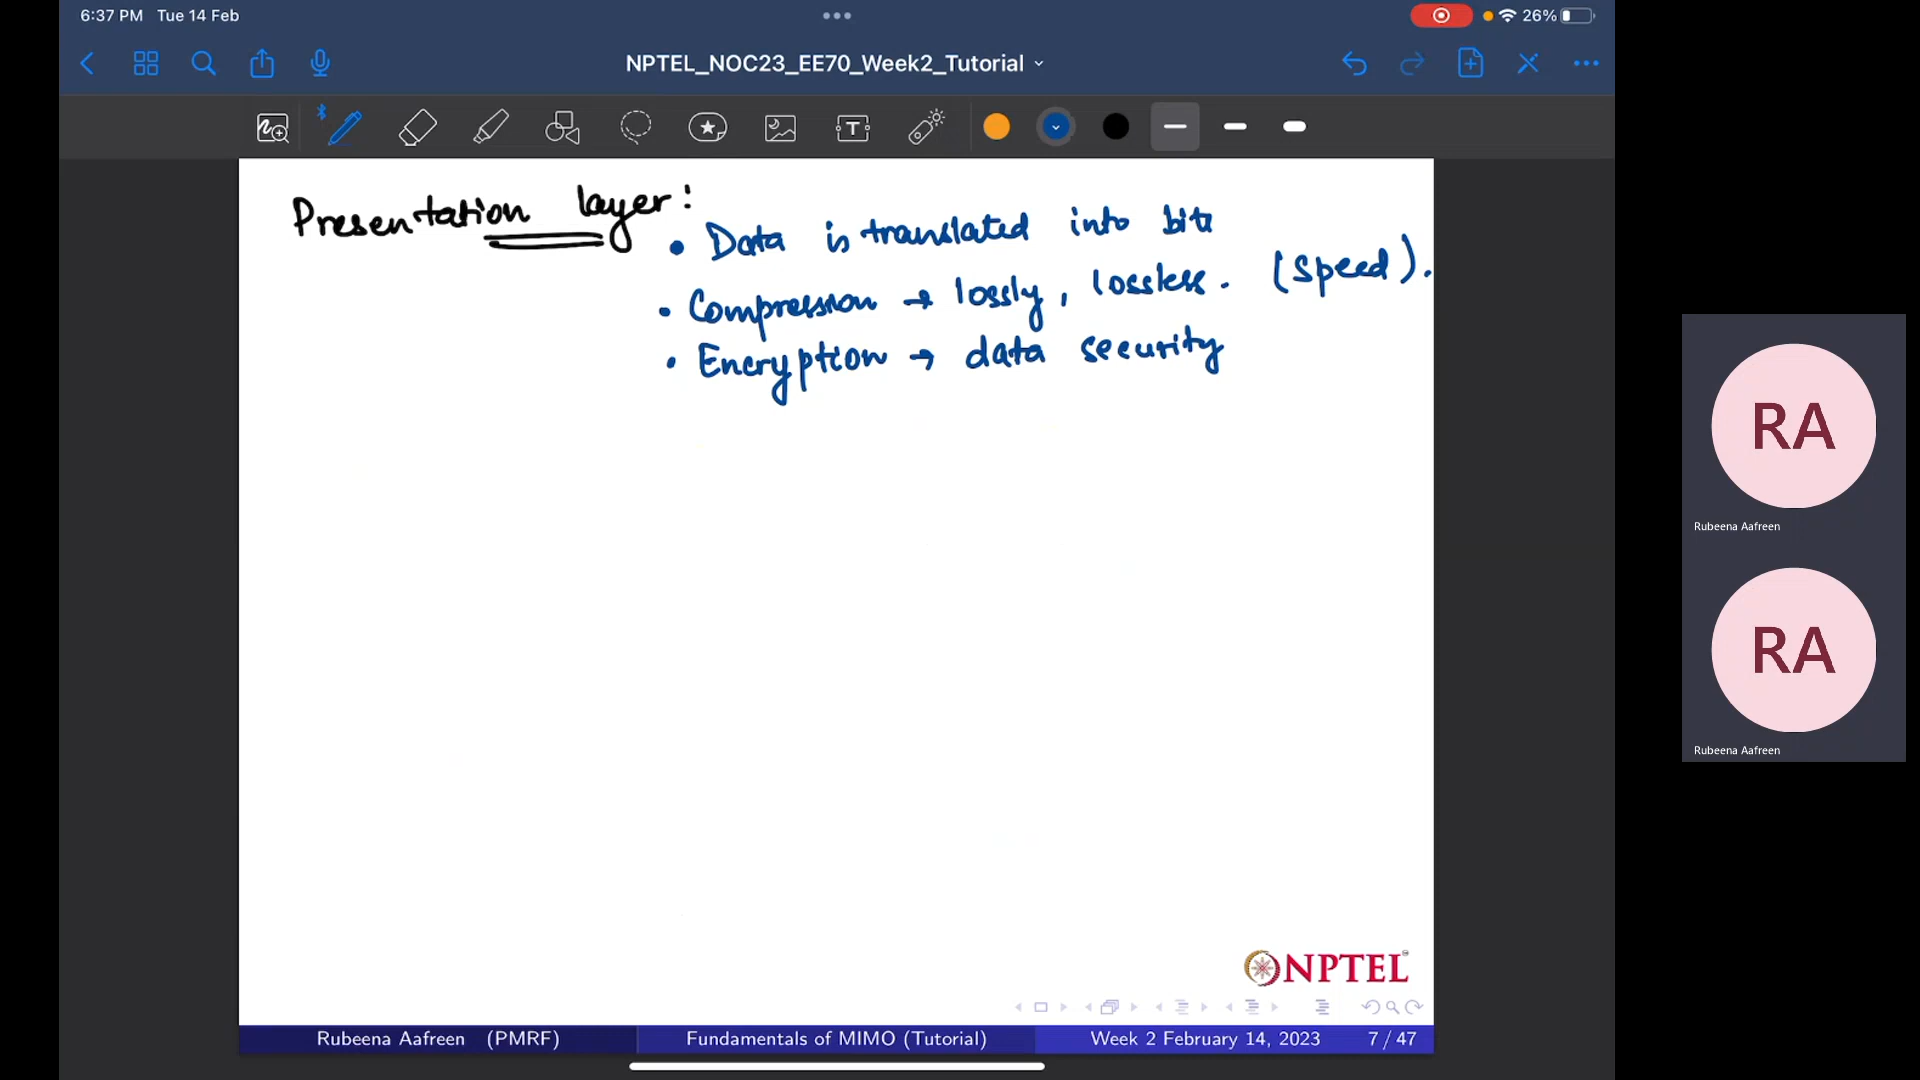 6:37 PM Tue 14 Feb
26%
NPTEL_NOC23_EE70_Week2_Tutorial
T
Presentation layer:
• Data is translated into bits
• Compression → lossly, lossless. (Speed).
• Encryption → data security
RA
Rubeena Aafreen
RA
Rubeena Aafreen
NPTEL
Rubeena Aafreen (PMRF) Fundamentals of MIMO (Tutorial) Week 2 February 14, 2023 7 / 47